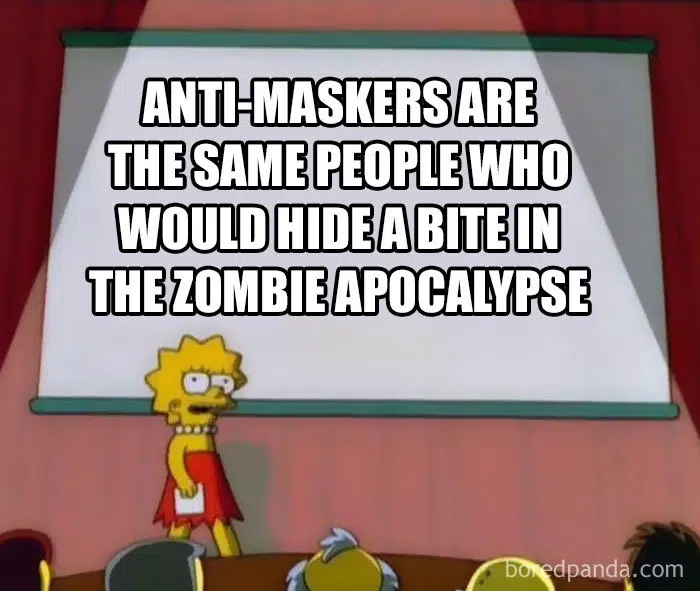 ANTI-MASKERS ARE
THE SAME PEOPLE WHO
WOULD HIDE A BITE IN
THE ZOMBIE APOCALYPSE
boredpanda.com